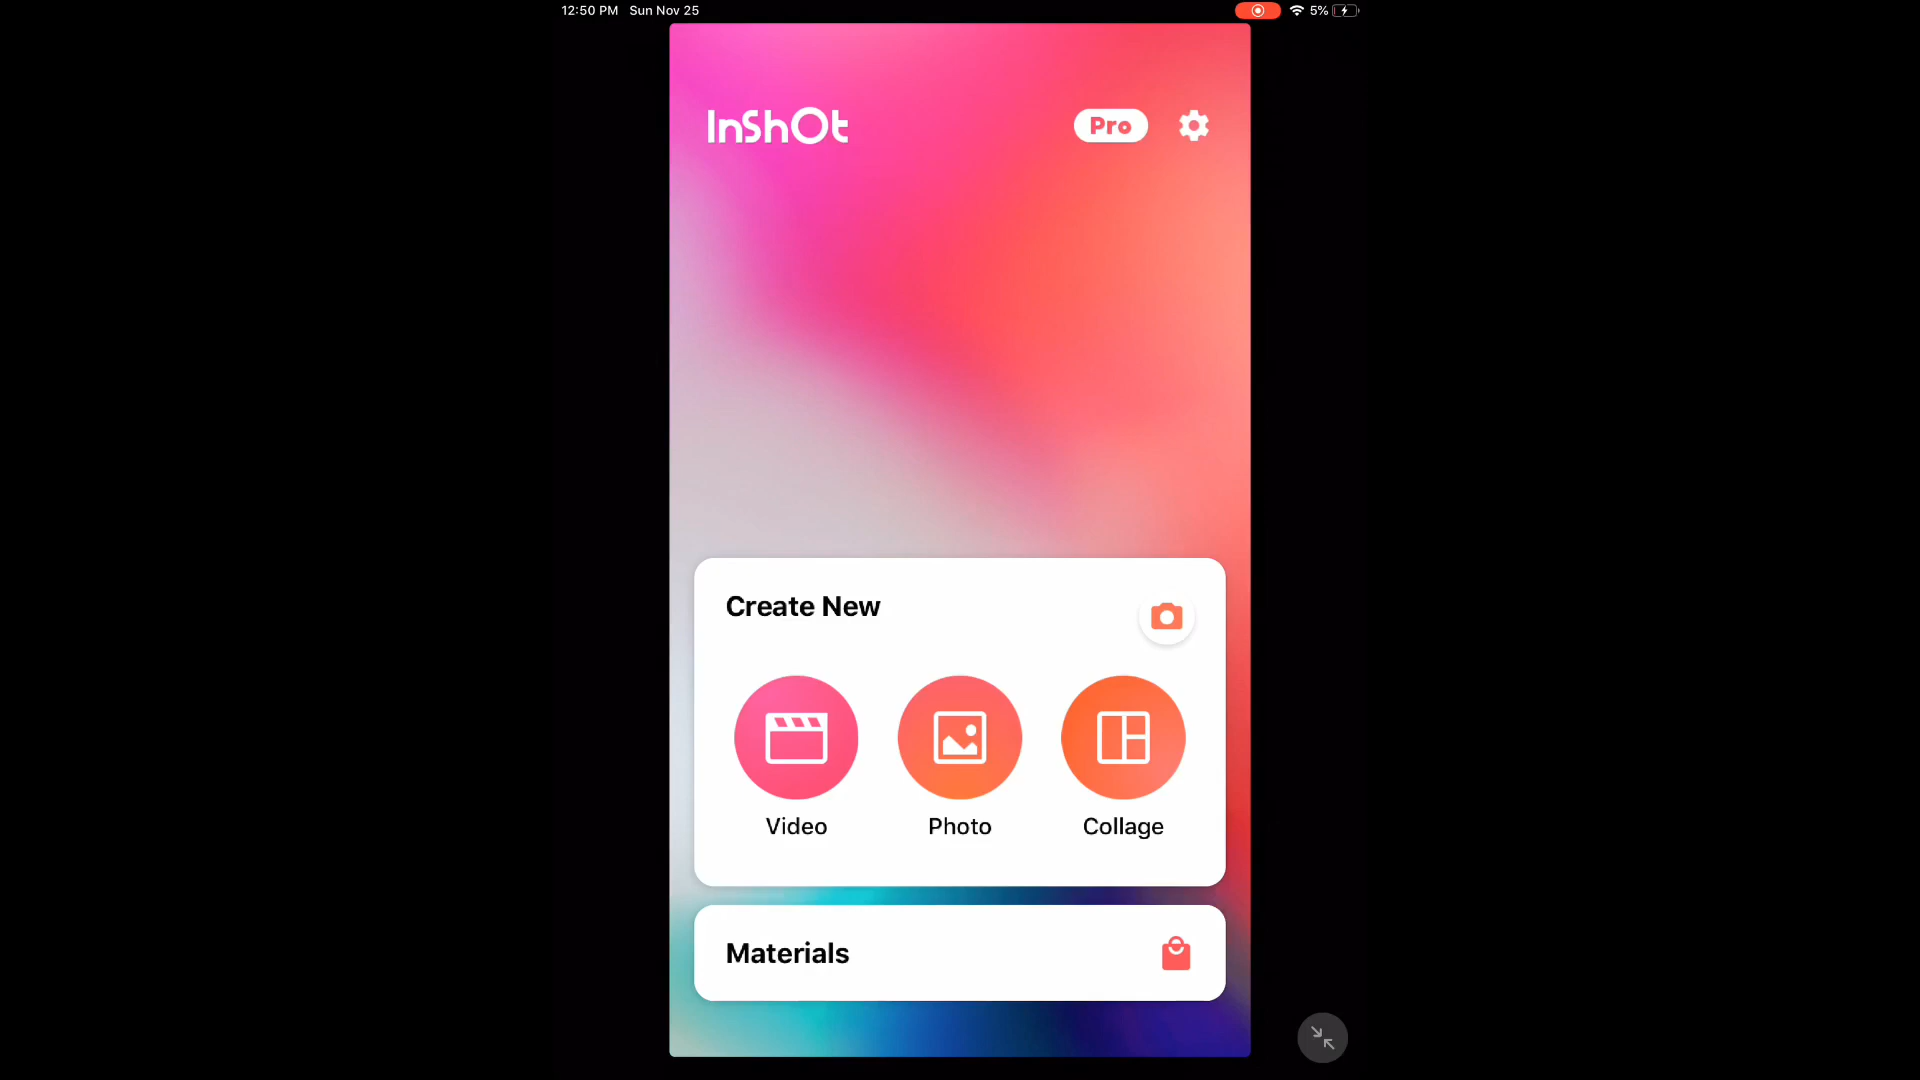 12:50 PM Sun Nov 25 5%
InShOt Pro
Create New
Video Photo Collage
Materials